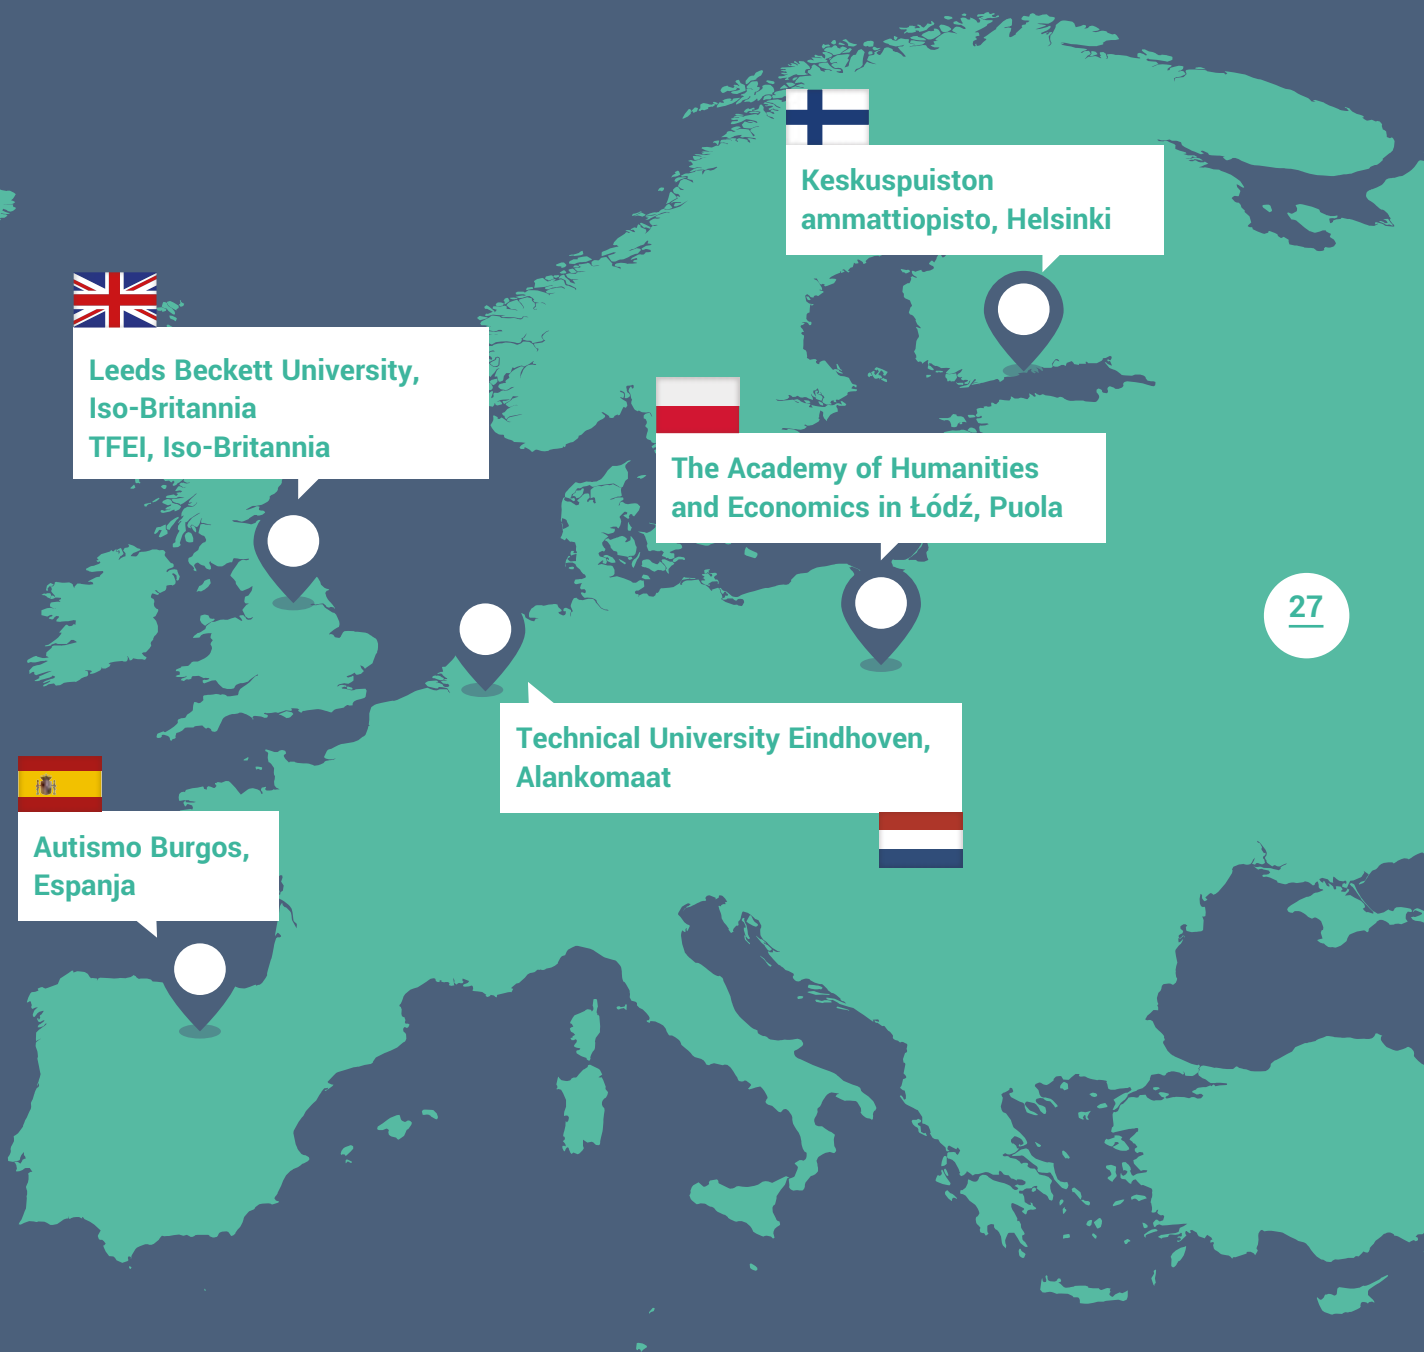 Keskuspuiston
ammattiopisto, Helsinki
Leeds Beckett University,
Iso-Britannia
TFEI, Iso-Britannia
The Academy of Humanities
and Economics in Łódź, Puola
27
Technical University Eindhoven,
Alankomaat
Autismo Burgos,
Espanja